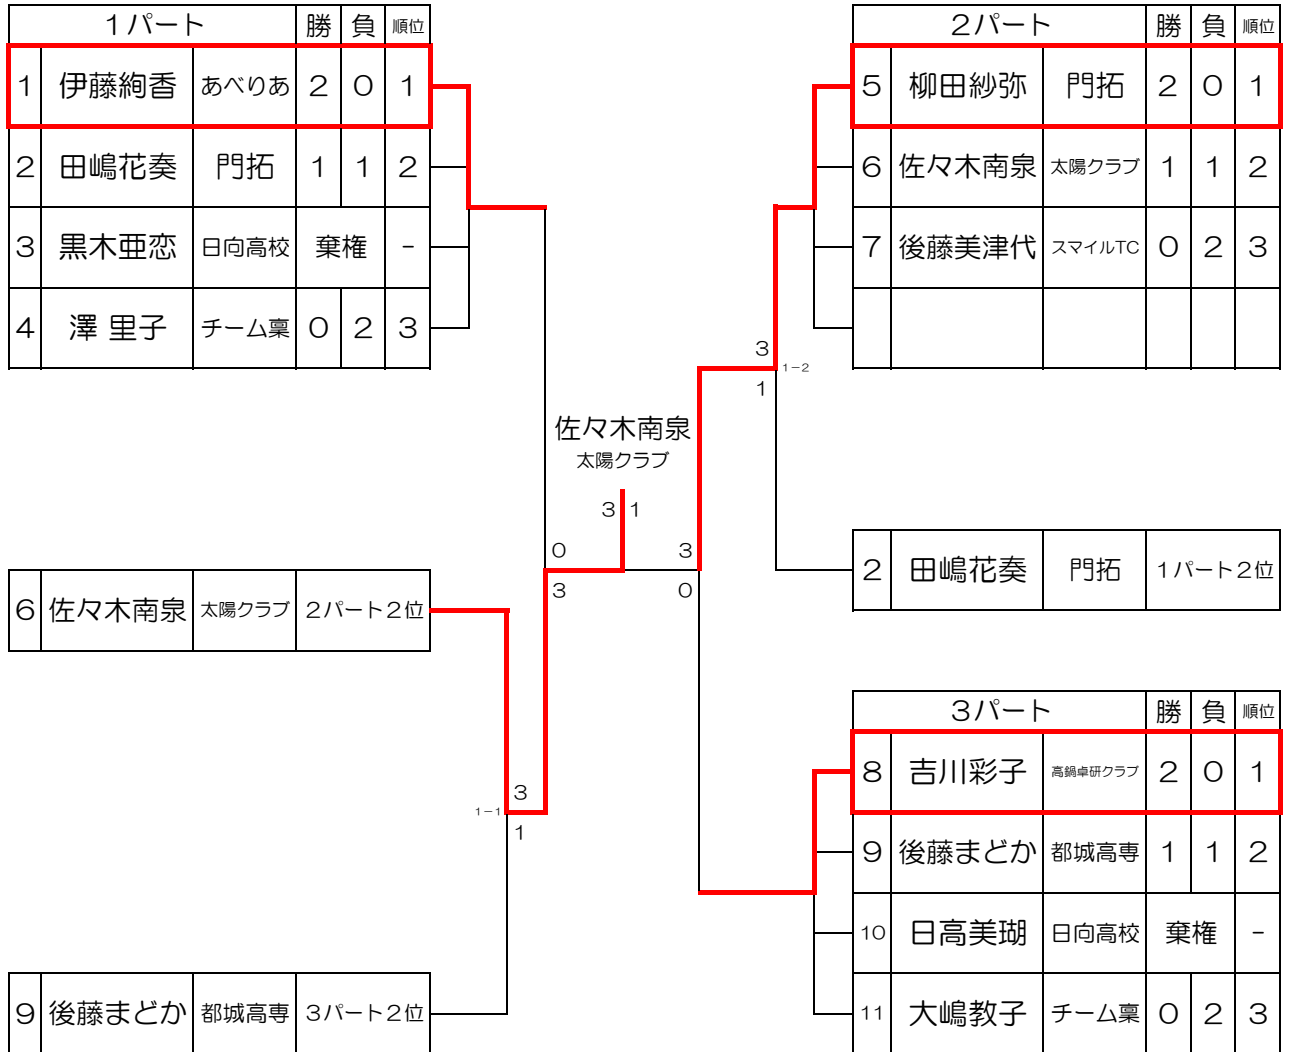 １パート 勝 負 順位
1 伊藤絢香 あべりあ 2 0 1
2 田嶋花奏 門拓 1 1 2
3 黒木亜恋 日向高校 棄権 -
4 澤 里子 チーム稟 0 2 3
２パート 勝 負 順位
5 柳田紗弥 門拓 2 0 1
6 佐々木南泉 太陽クラブ 1 1 2
7 後藤美津代 スマイルTC 0 2 3
3
1-2
1
佐々木南泉
太陽クラブ
3 1
0
3
3
0
2 田嶋花奏 門拓 １パート２位
6 佐々木南泉 太陽クラブ ２パート２位
3
1-1
1
9 後藤まどか 都城高専 ３パート２位
３パート 勝 負 順位
8 吉川彩子 高鍋卓研クラブ 2 0 1
9 後藤まどか 都城高専 1 1 2
10 日高美瑚 日向高校 棄権 -
11 大嶋教子 チーム稟 0 2 3